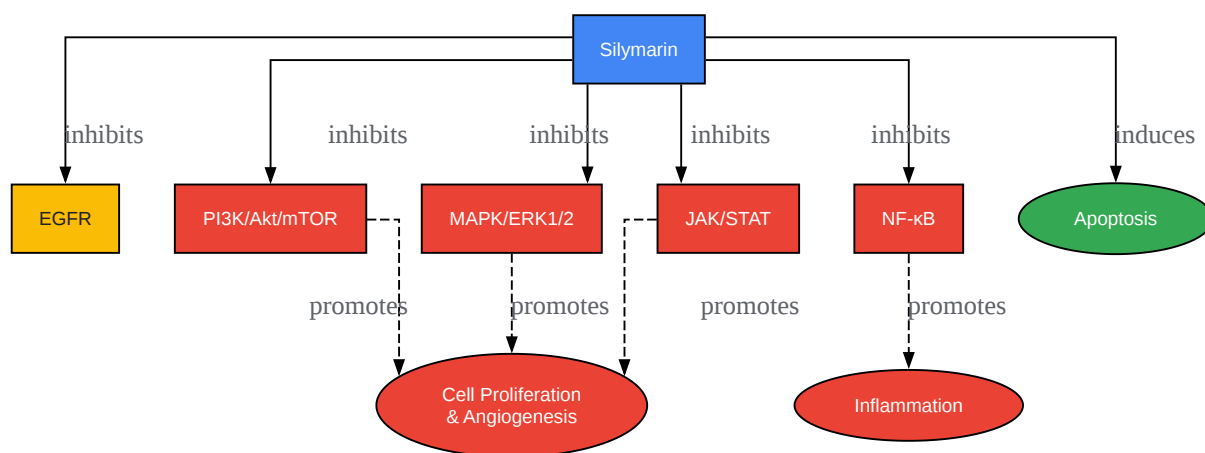 Silymarin
inhibits
inhibits
inhibits
inhibits
inhibits
induces
EGFR
PI3K/Akt/mTOR
MAPK/ERK1/2
JAK/STAT
NF-κB
Apoptosis
promotes
promotes
promotes
promotes
Cell Proliferation
& Angiogenesis
Inflammation